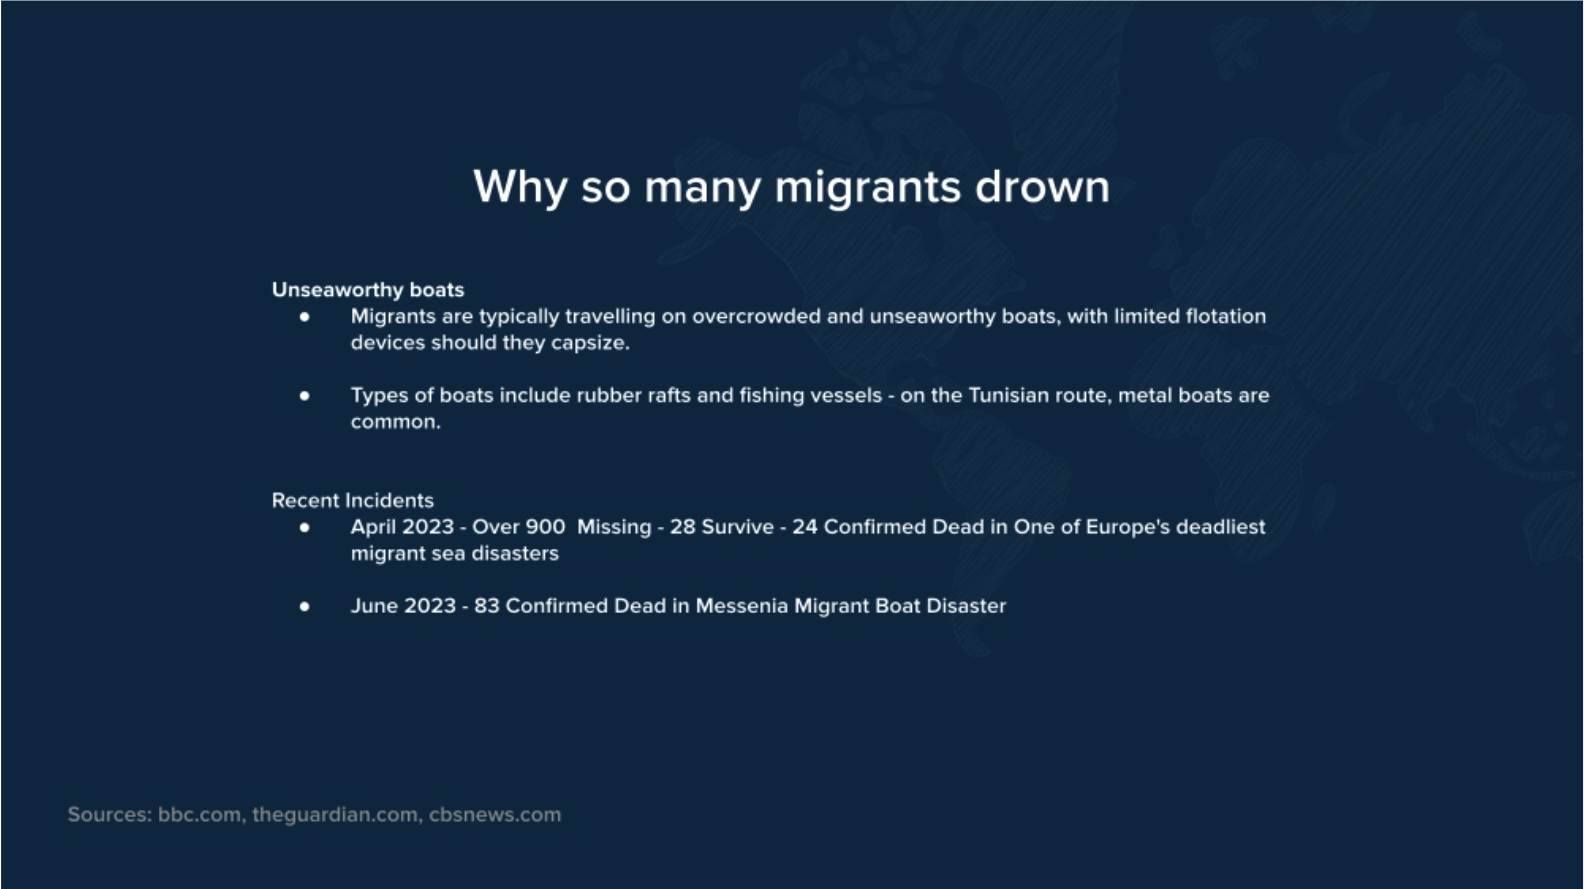 Why so many migrants drown
Unseaworthy boats
● Migrants are typically travelling on overcrowded and unseaworthy boats, with limited flotation
devices should they capsize.
● Types of boats include rubber rafts and fishing vessels - on the Tunisian route, metal boats are
common.
Recent Incidents
● April 2023 - Over 900  Missing - 28 Survive - 24 Confirmed Dead in One of Europe's deadliest
migrant sea disasters
● June 2023 - 83 Confirmed Dead in Messenia Migrant Boat Disaster
Sources: bbc.com, theguardian.com, cbsnews.com